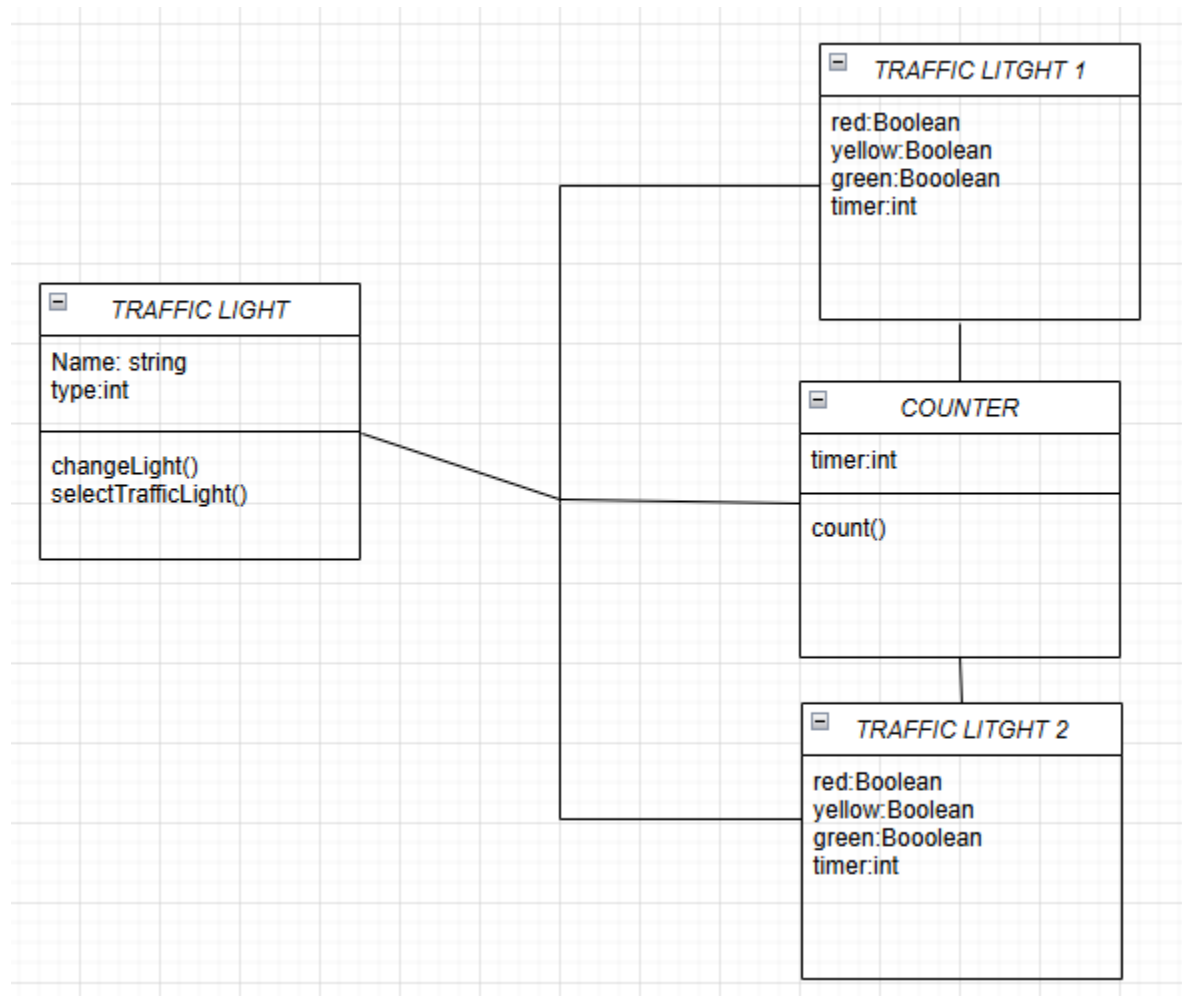 TRAFFIC LITGHT 1
red:Boolean
yellow:Boolean
green:Booolean
timer:int
TRAFFIC LIGHT
Name: string
type:int
changeLight()
selectTrafficLight()
COUNTER
timer:int
count()
TRAFFIC LITGHT 2
red:Boolean
yellow:Boolean
green:Booolean
timer:int